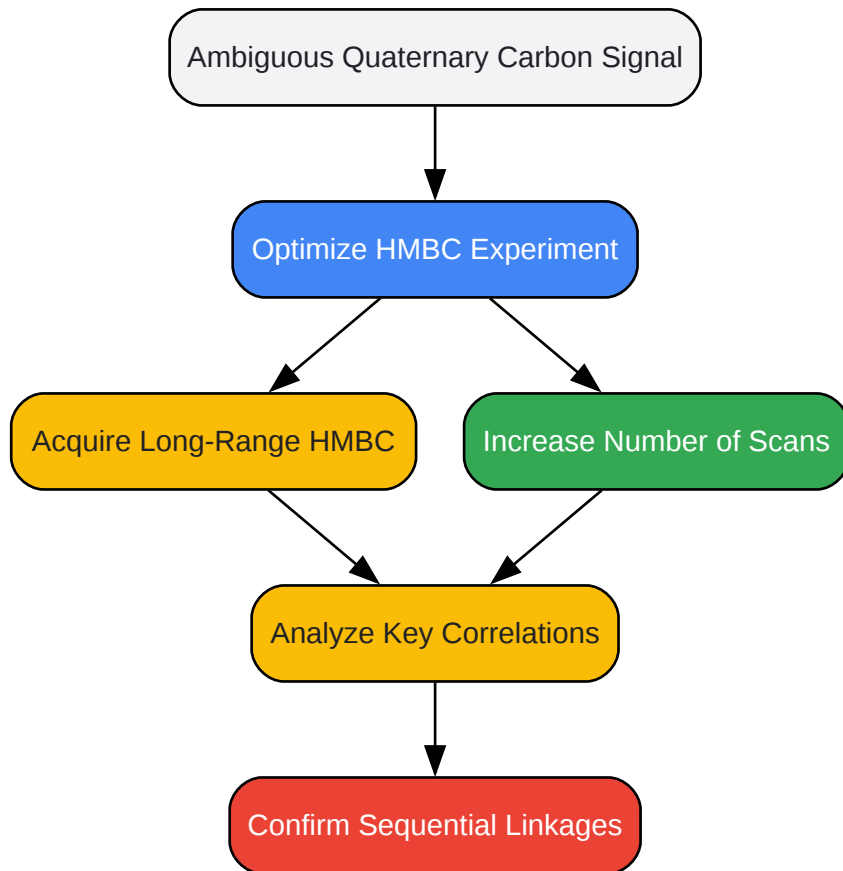 Ambiguous Quaternary Carbon Signal
Optimize HMBC Experiment
Acquire Long-Range HMBC
Increase Number of Scans
Analyze Key Correlations
Confirm Sequential Linkages